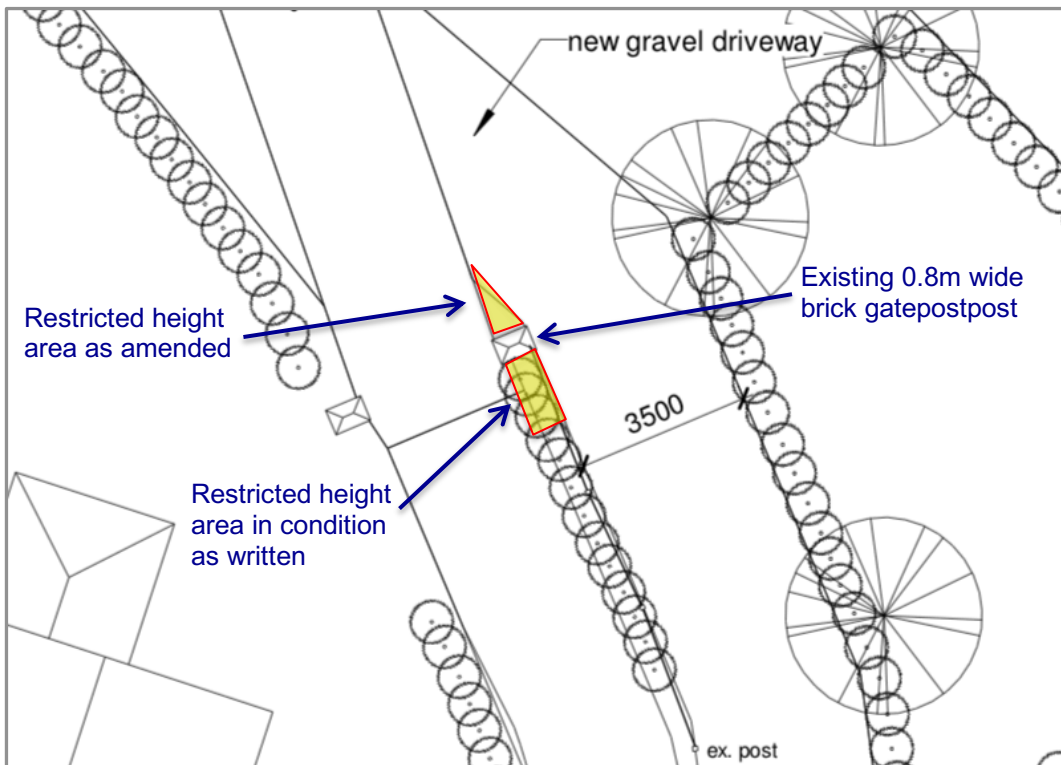 new gravel driveway
Existing 0.8m wide
brick gatepostpost
Restricted height
area as amended
3500
Restricted height
area in condition
as written
ex. post